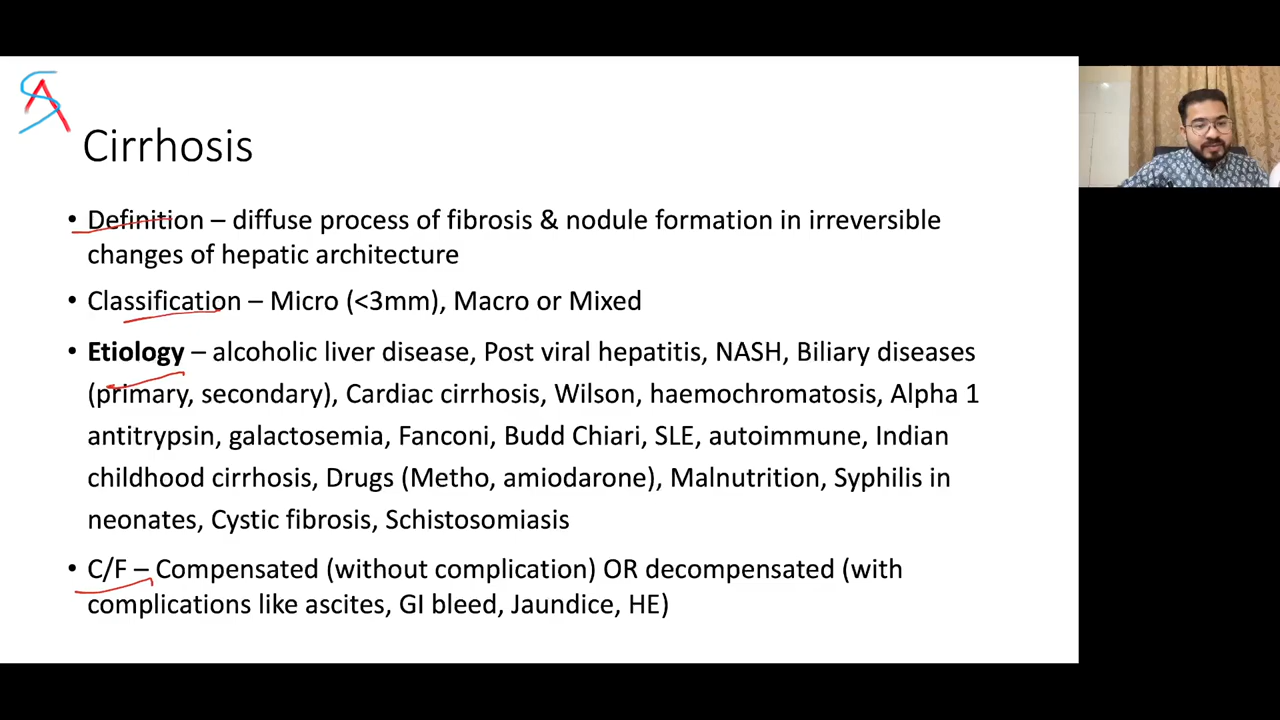 SA
Cirrhosis
• Definition – diffuse process of fibrosis & nodule formation in irreversible
changes of hepatic architecture
• Classification – Micro (<3mm), Macro or Mixed
• Etiology – alcoholic liver disease, Post viral hepatitis, NASH, Biliary diseases
(primary, secondary), Cardiac cirrhosis, Wilson, haemochromatosis, Alpha 1
antitrypsin, galactosemia, Fanconi, Budd Chiari, SLE, autoimmune, Indian
childhood cirrhosis, Drugs (Metho, amiodarone), Malnutrition, Syphilis in
neonates, Cystic fibrosis, Schistosomiasis
• C/F – Compensated (without complication) OR decompensated (with
complications like ascites, GI bleed, Jaundice, HE)